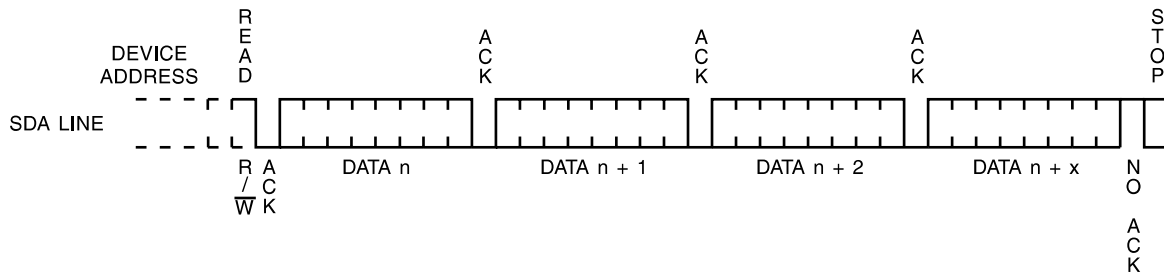 READ
ACK
ACK
ACK
STOP
DEVICE
ADDRESS
SDA LINE
R/W
ACK
DATA n
DATA n + 1
DATA n + 2
DATA n + x
NO ACK